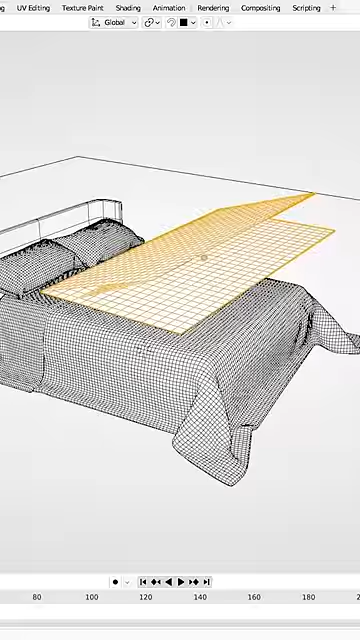 UV Editing Texture Paint Shading Animation Rendering Compositing Scripting +
Global
80 100 120 140 160 180